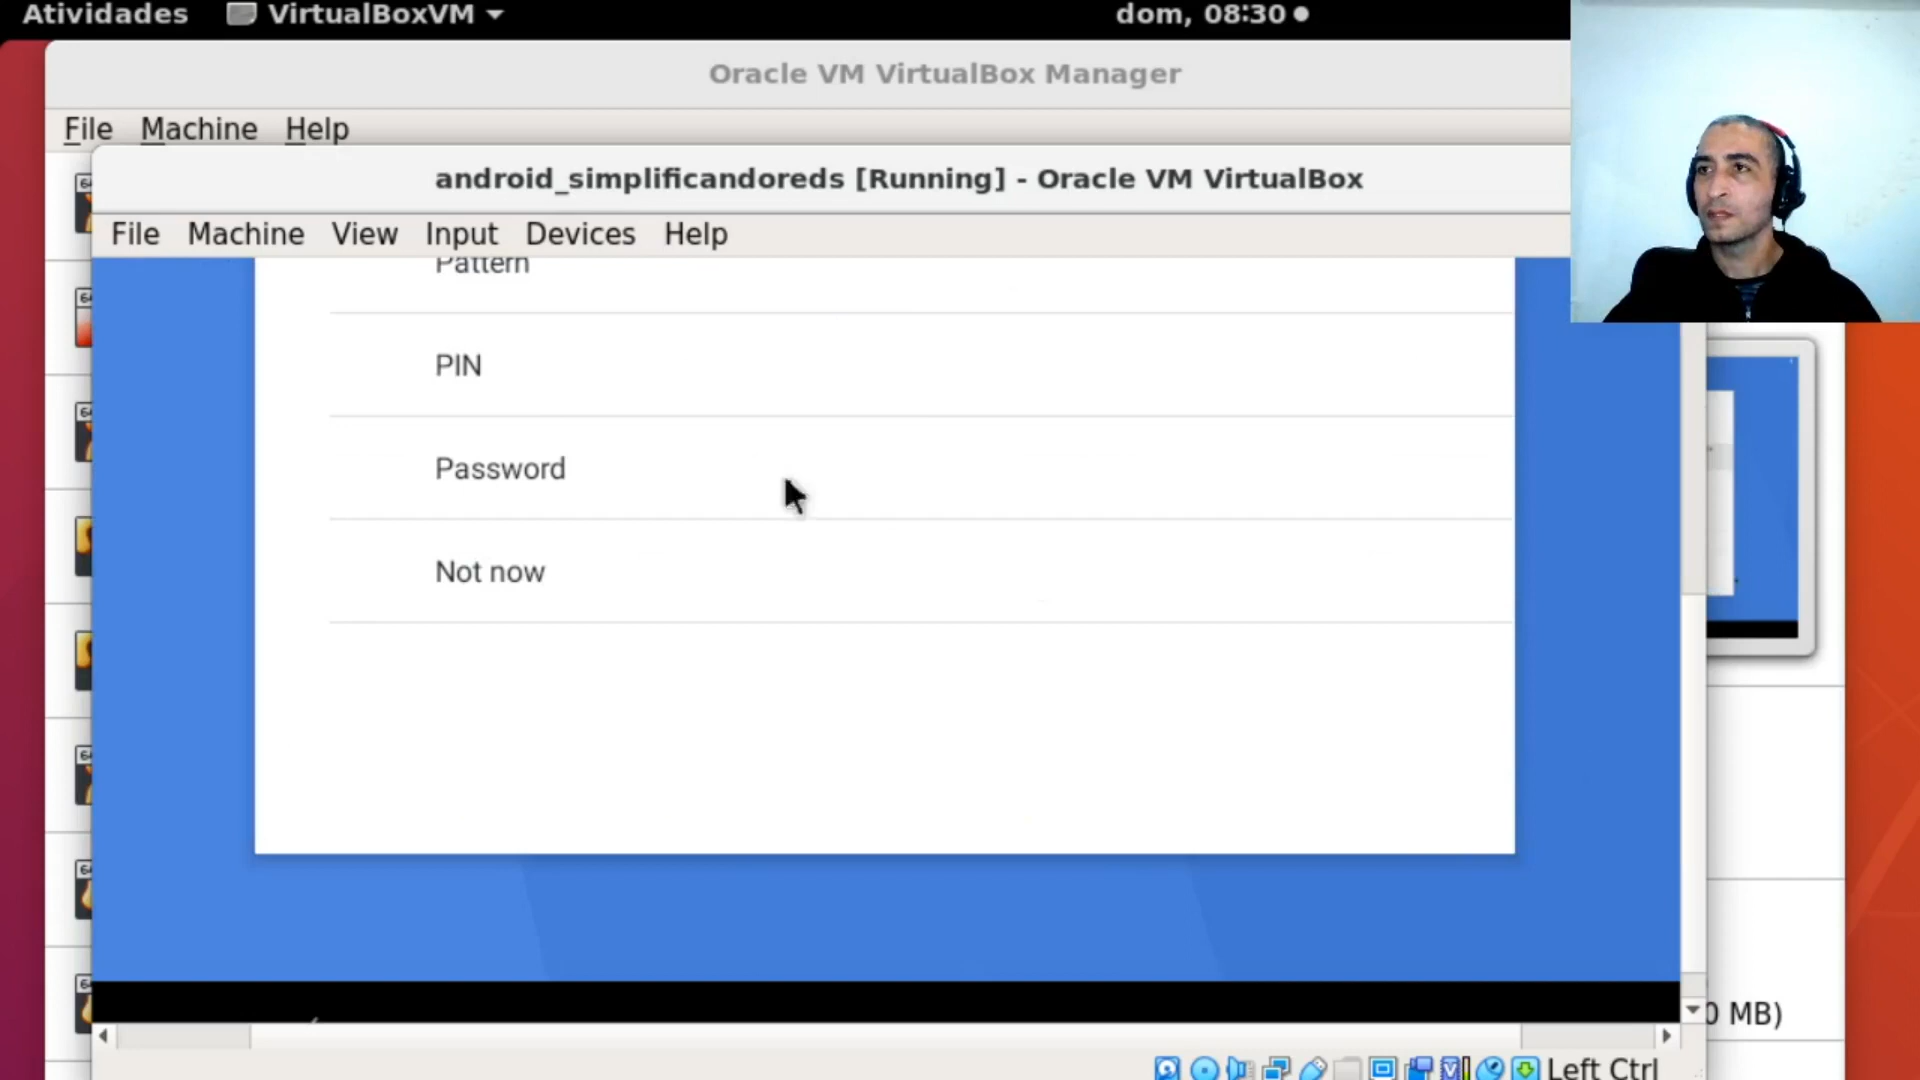 Atividades VirtualBoxVM dom, 08:30
Oracle VM VirtualBox Manager
File Machine Help
android_simplificandoreds [Running] - Oracle VM VirtualBox
File Machine View Input Devices Help
Pattern
PIN
Password
Not now
0 MB)
Left Ctrl